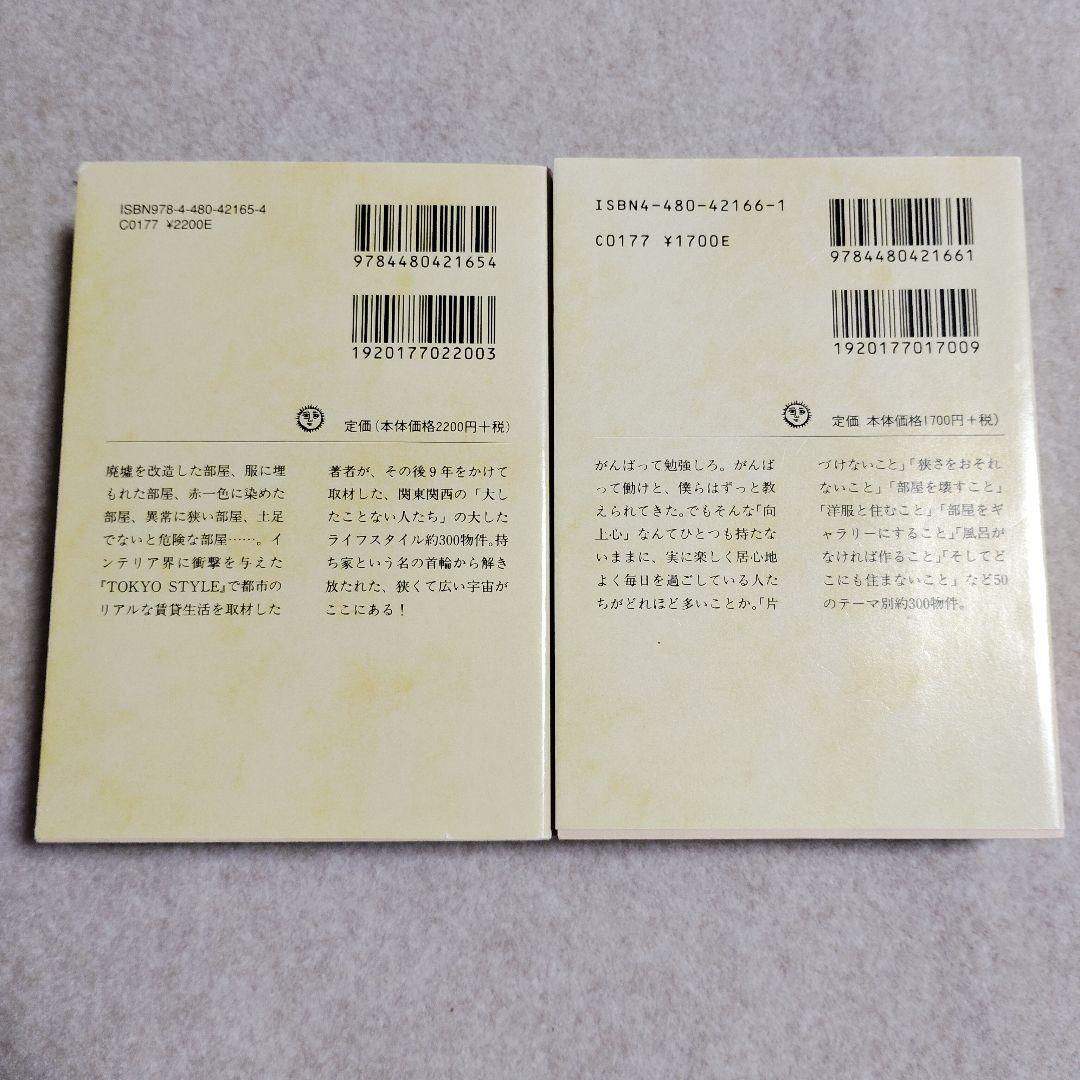 ISBN978-4-480-42165-4
C0177 ¥2200E
9784480421654
1920177022003
定価(本体価格2200円+税)
廃墟を改造した部屋、服に埋
もれた部屋、赤一色に染めた
部屋、異常に狭い部屋、土足
でないと危険な部屋……。イ
ンテリア界に衝撃を与えた
『TOKYO STYLE』で都市の
リアルな賃貸生活を取材した
著者が、その後9年をかけて
取材した、関東関西の「大し
たことない人たち」の大した
ライフスタイル約300物件。持
ち家という名の首輪から解き
放たれた、狭くて広い宇宙が
ここにある!
ISBN4-480-42166-1
C0177 ¥1700E
9784480421661
1920177017009
定価 本体価格1700円+税)
がんばって勉強しろ。がんば
って働けと、僕らはずっと教
えられてきた。でもそんな「向
上心」なんてひとつも持たな
いままに、実に楽しく居心地
よく毎日を過ごしている人た
ちがどれほど多いことか。「片
づけないこと」「狭さをおそれ
ないこと」「部屋を壊すこと」
「洋服と住むこと」「部屋をギ
ャラリーにすること」「風呂が
なければ作ること」「そしてど
こにも住まないこと」など50
のテーマ別約300物件。